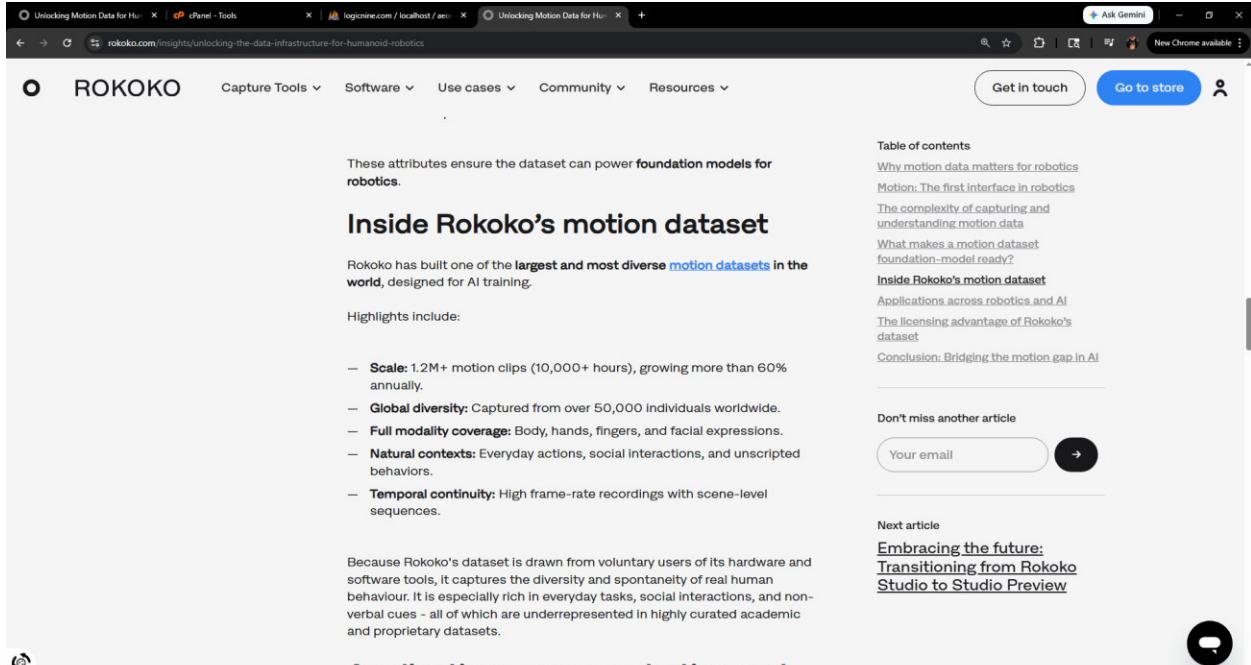 Unlocking Motion Data for Hu
cPanel - Tools
logicnine.com / localhost / aec
Unlocking Motion Data for Hu
Ask Gemini
rokoko.com/insights/unlocking-the-data-infrastructure-for-humanoid-robotics
New Chrome available
ROKOKO
Capture Tools
Software
Use cases
Community
Resources
Get in touch
Go to store
These attributes ensure the dataset can power foundation models for
robotics.
Inside Rokoko's motion dataset
Rokoko has built one of the largest and most diverse motion datasets in the
world, designed for AI training.
Highlights include:
— Scale: 1.2M+ motion clips (10,000+ hours), growing more than 60%
annually.
— Global diversity: Captured from over 50,000 individuals worldwide.
— Full modality coverage: Body, hands, fingers, and facial expressions.
— Natural contexts: Everyday actions, social interactions, and unscripted
behaviors.
— Temporal continuity: High frame-rate recordings with scene-level
sequences.
Because Rokoko's dataset is drawn from voluntary users of its hardware and
software tools, it captures the diversity and spontaneity of real human
behaviour. It is especially rich in everyday tasks, social interactions, and non-
verbal cues - all of which are underrepresented in highly curated academic
and proprietary datasets.
Table of contents
Why motion data matters for robotics
Motion: The first interface in robotics
The complexity of capturing and
understanding motion data
What makes a motion dataset
foundation-model ready?
Inside Rokoko's motion dataset
Applications across robotics and AI
The licensing advantage of Rokoko's
dataset
Conclusion: Bridging the motion gap in AI
Don't miss another article
Your email
Next article
Embracing the future:
Transitioning from Rokoko
Studio to Studio Preview